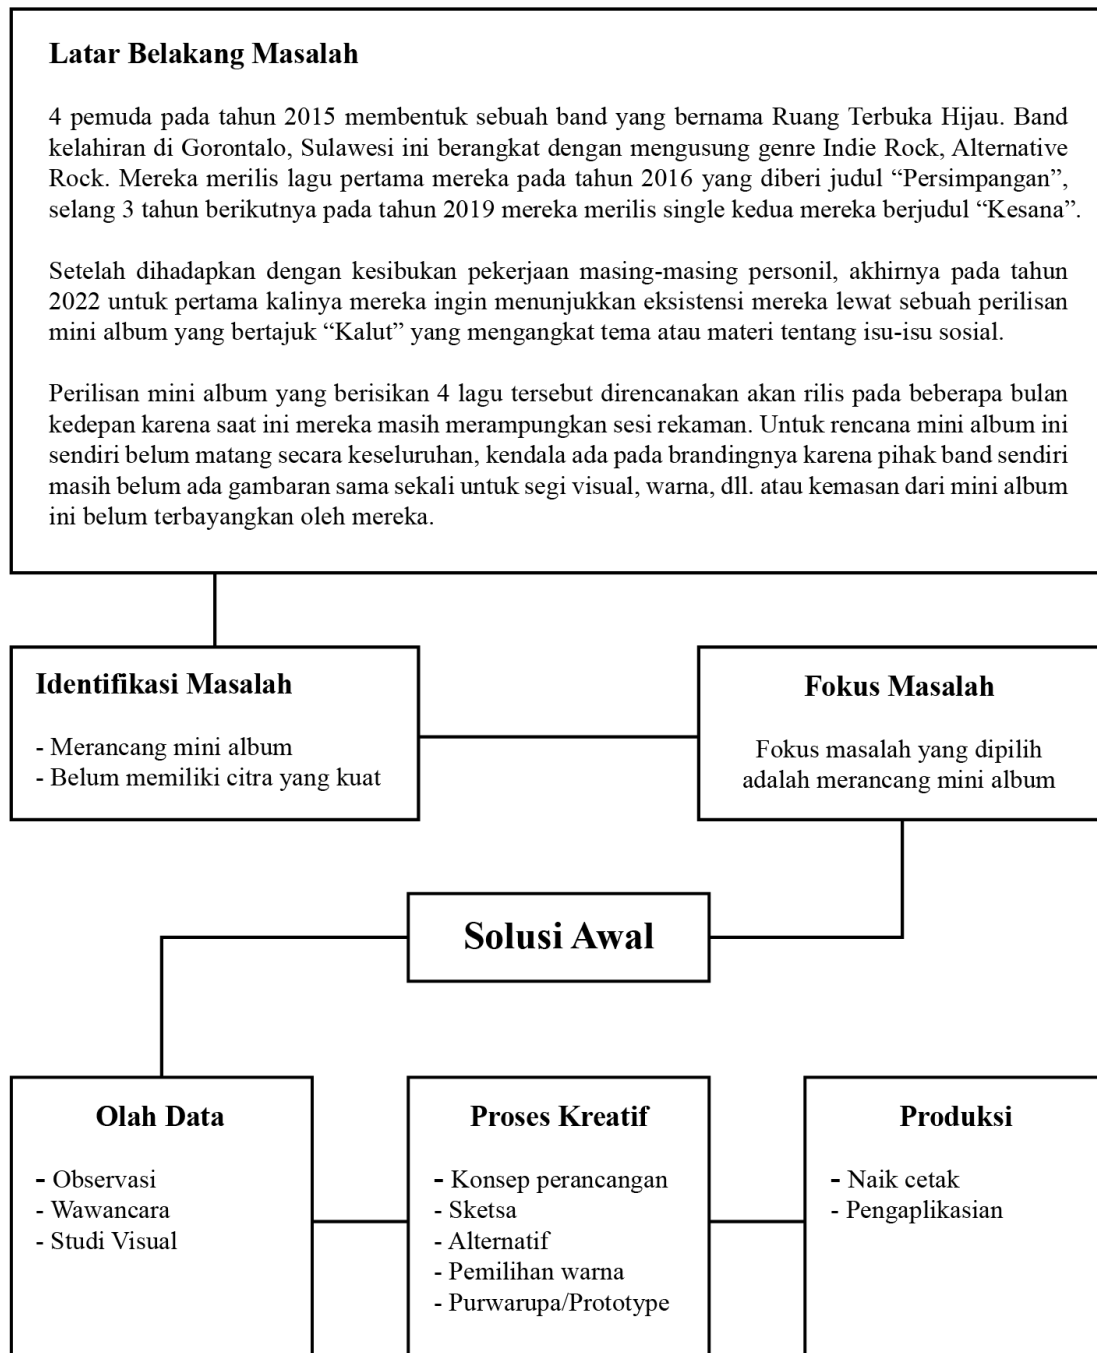 Latar Belakang Masalah
4 pemuda pada tahun 2015 membentuk sebuah band yang bernama Ruang Terbuka Hijau. Band
kelahiran di Gorontalo, Sulawesi ini berangkat dengan mengusung genre Indie Rock, Alternative
Rock. Mereka merilis lagu pertama mereka pada tahun 2016 yang diberi judul “Persimpangan”,
selang 3 tahun berikutnya pada tahun 2019 mereka merilis single kedua mereka berjudul “Kesana”.
Setelah dihadapkan dengan kesibukan pekerjaan masing-masing personil, akhirnya pada tahun
2022 untuk pertama kalinya mereka ingin menunjukkan eksistensi mereka lewat sebuah perilisan
mini album yang bertajuk “Kalut” yang mengangkat tema atau materi tentang isu-isu sosial.
Perilisan mini album yang berisikan 4 lagu tersebut direncanakan akan rilis pada beberapa bulan
kedepan karena saat ini mereka masih merampungkan sesi rekaman. Untuk rencana mini album ini
sendiri belum matang secara keseluruhan, kendala ada pada brandingnya karena pihak band sendiri
masih belum ada gambaran sama sekali untuk segi visual, warna, dll. atau kemasan dari mini album
ini belum terbayangkan oleh mereka.
Identifikasi Masalah
- Merancang mini album
- Belum memiliki citra yang kuat
Fokus Masalah
Fokus masalah yang dipilih
adalah merancang mini album
Solusi Awal
Olah Data
- Observasi
- Wawancara
- Studi Visual
Proses Kreatif
- Konsep perancangan
- Sketsa
- Alternatif
- Pemilihan warna
- Purwarupa/Prototype
Produksi
- Naik cetak
- Pengaplikasian